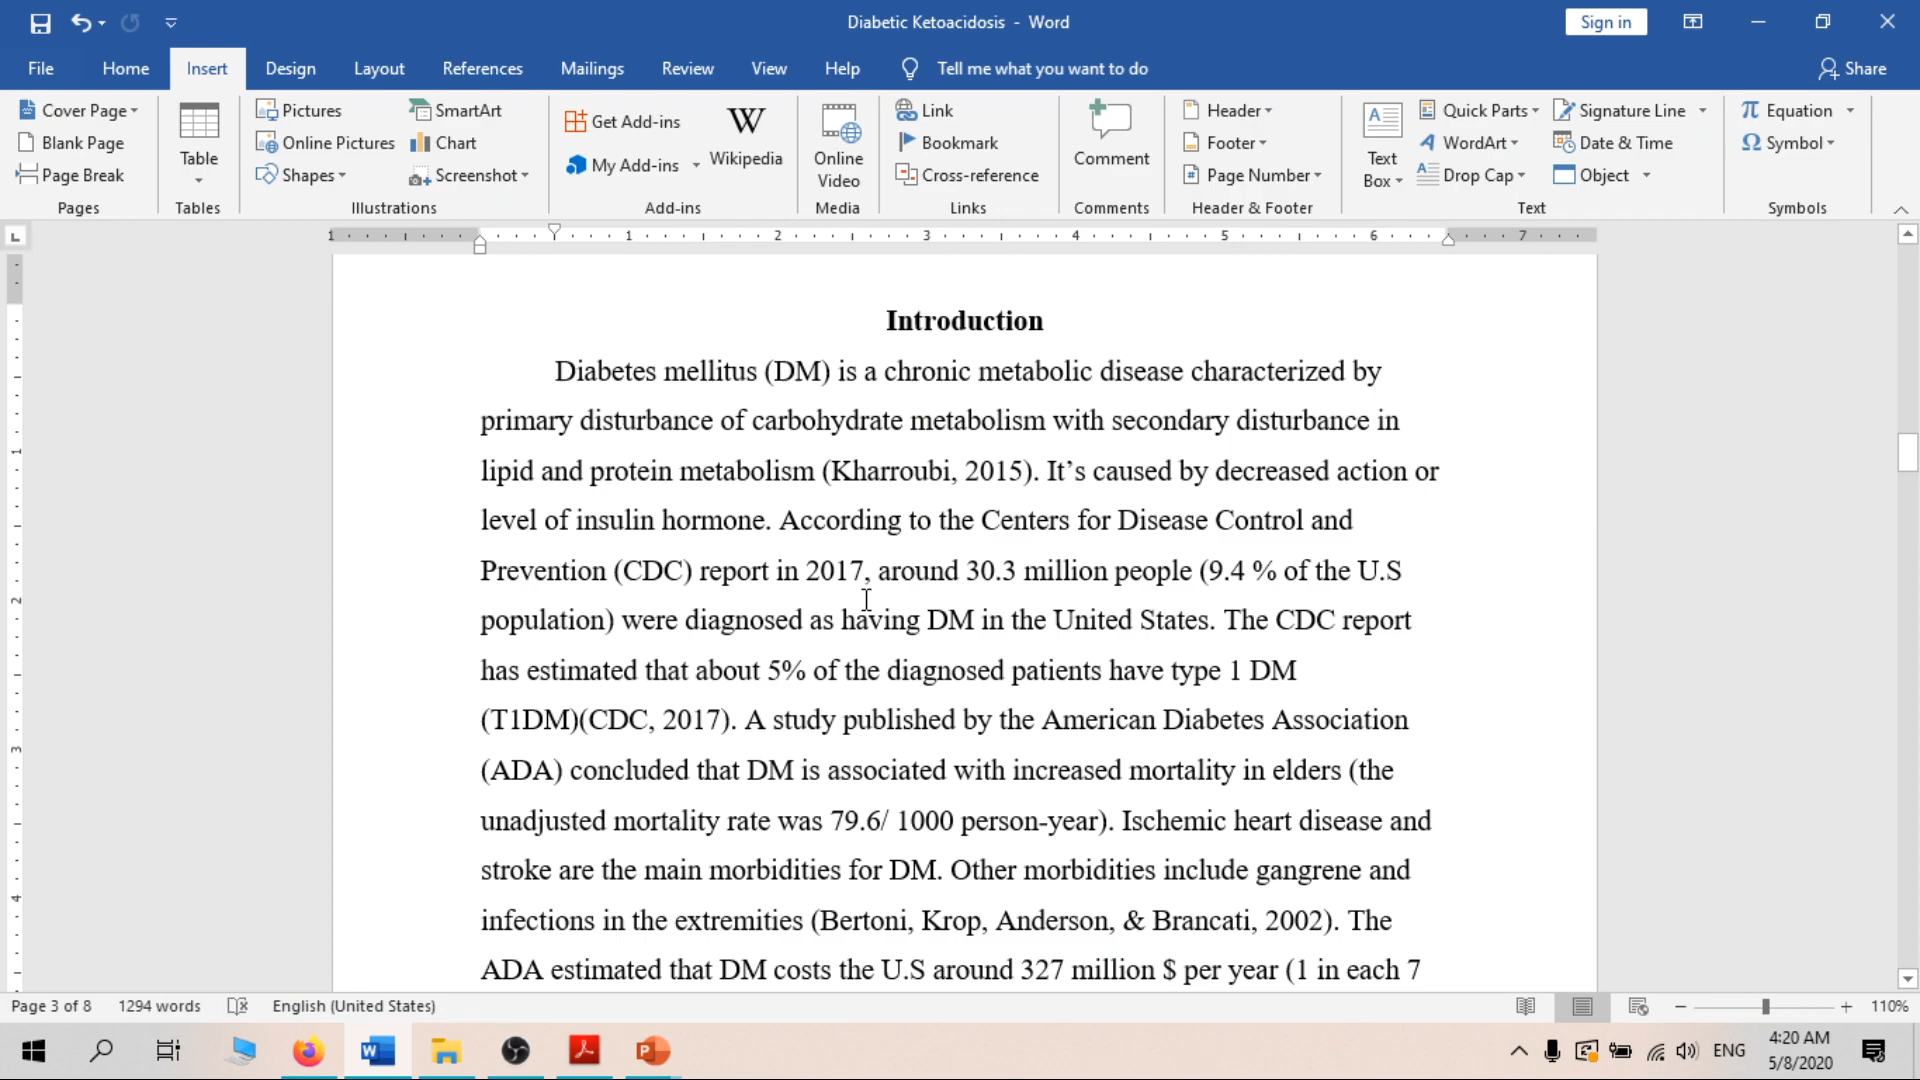 Diabetic Ketoacidosis - Word
Sign in
File Home Insert Design Layout References Mailings Review View Help Tell me what you want to do Share
Cover Page
Blank Page
Page Break
Pages
Table
Tables
Pictures
Online Pictures
Shapes
SmartArt
Chart
Screenshot
Illustrations
Get Add-ins
My Add-ins
W
Wikipedia
Add-ins
Online
Video
Media
Link
Bookmark
Cross-reference
Links
Comment
Comments
Header
Footer
Page Number
Header & Footer
Text
Box
Quick Parts
WordArt
Drop Cap
Signature Line
Date & Time
Object
Text
π Equation
Ω Symbol
Symbols
L
1 1 2 3 4 5 6 7
1
2
3
4
Introduction
Diabetes mellitus (DM) is a chronic metabolic disease characterized by
primary disturbance of carbohydrate metabolism with secondary disturbance in
lipid and protein metabolism (Kharroubi, 2015). It’s caused by decreased action or
level of insulin hormone. According to the Centers for Disease Control and
Prevention (CDC) report in 2017, around 30.3 million people (9.4 % of the U.S
population) were diagnosed as having DM in the United States. The CDC report
has estimated that about 5% of the diagnosed patients have type 1 DM
(T1DM)(CDC, 2017). A study published by the American Diabetes Association
(ADA) concluded that DM is associated with increased mortality in elders (the
unadjusted mortality rate was 79.6/ 1000 person-year). Ischemic heart disease and
stroke are the main morbidities for DM. Other morbidities include gangrene and
infections in the extremities (Bertoni, Krop, Anderson, & Brancati, 2002). The
ADA estimated that DM costs the U.S around 327 million $ per year (1 in each 7
Page 3 of 8 1294 words English (United States) 110%
ENG
4:20 AM
5/8/2020